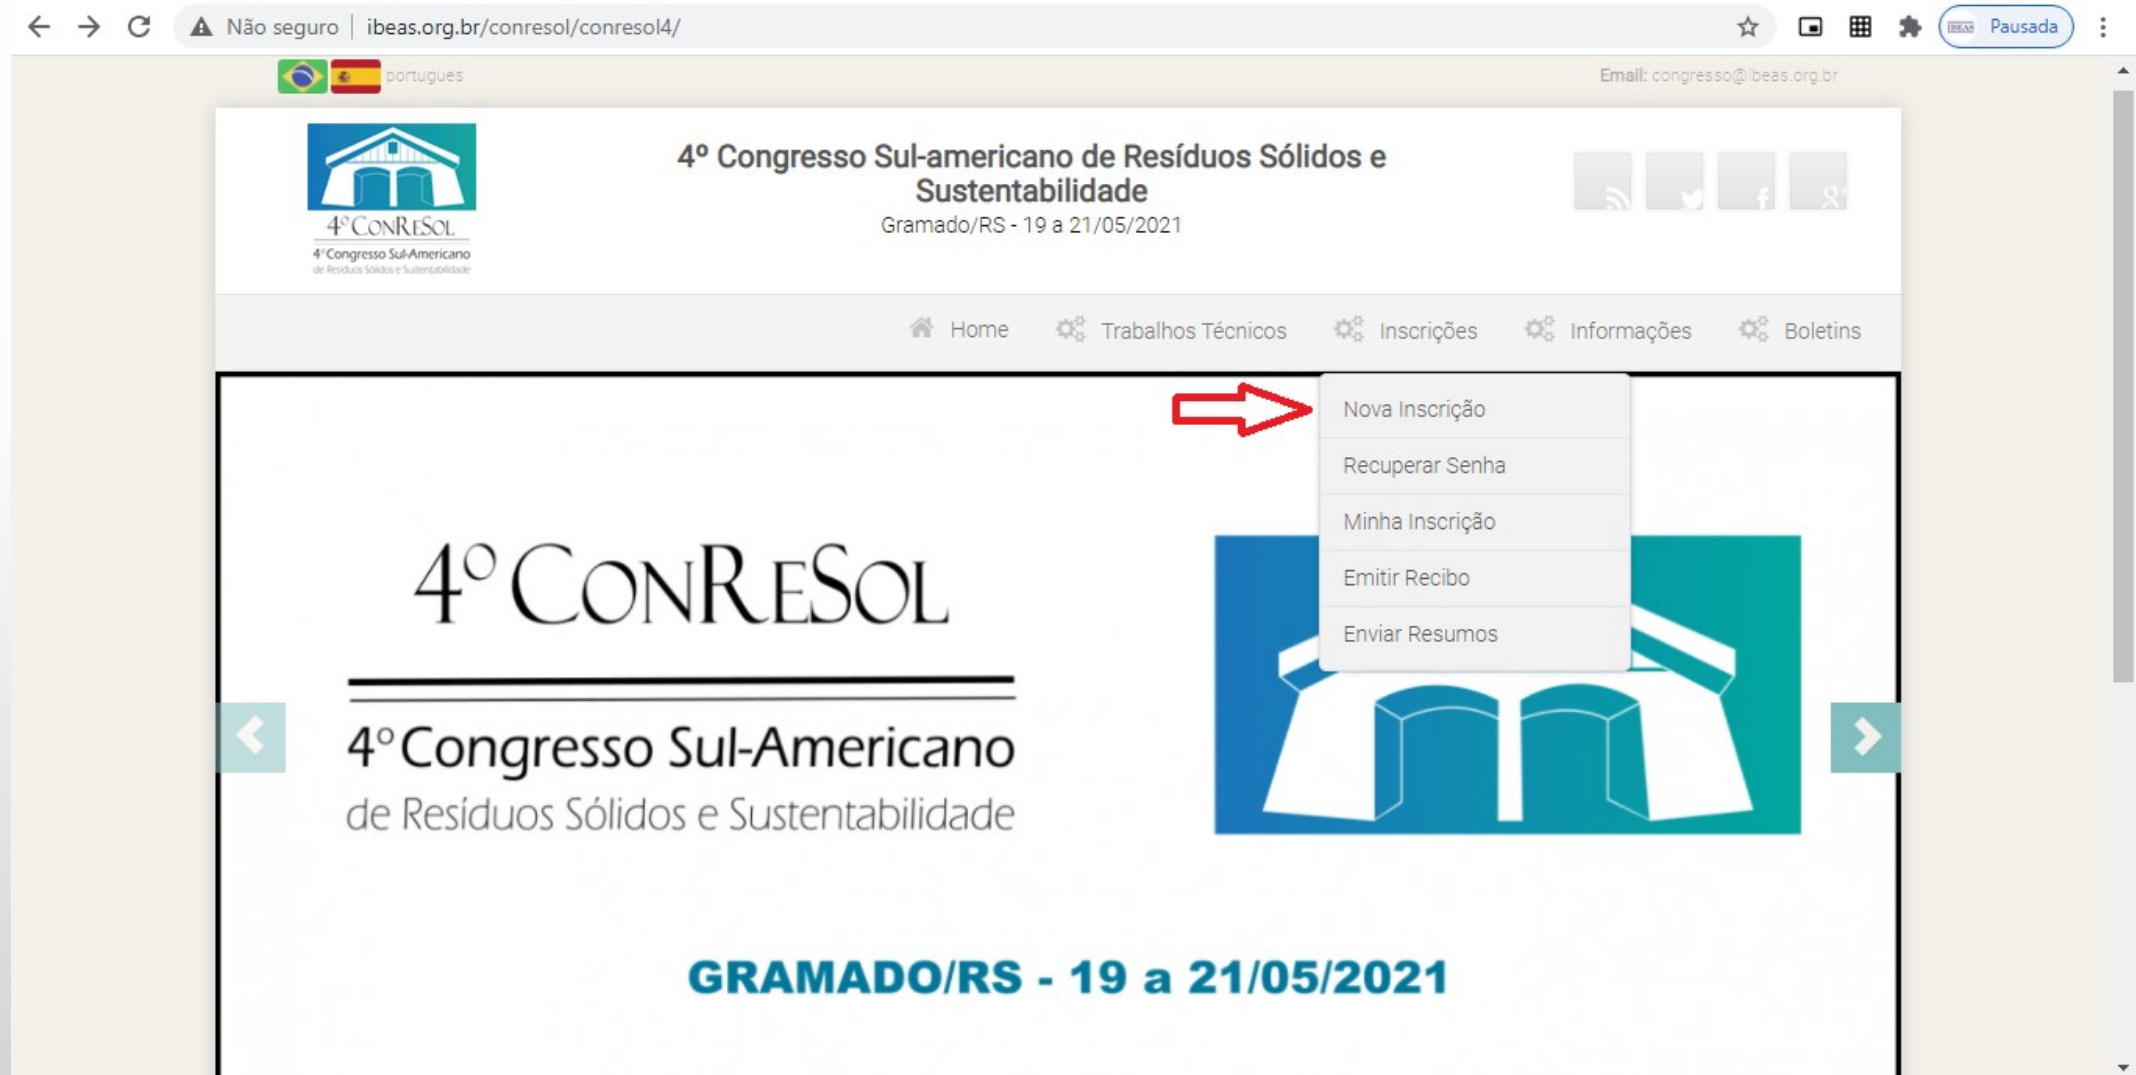 Não seguro | ibeas.org.br/conresol/conresol4/
IBEAS Pausada
portugues
Email: congresso@ibeas.org.br
4º CONRESOL
4º Congresso Sul-Americano
de Resíduos Sólidos e Sustentabilidade
4º Congresso Sul-americano de Resíduos Sólidos e
Sustentabilidade
Gramado/RS - 19 a 21/05/2021
Home
Trabalhos Técnicos
Inscrições
Informações
Boletins
Nova Inscrição
Recuperar Senha
Minha Inscrição
Emitir Recibo
Enviar Resumos
4º CONRESOL
4º Congresso Sul-Americano
de Resíduos Sólidos e Sustentabilidade
GRAMADO/RS - 19 a 21/05/2021